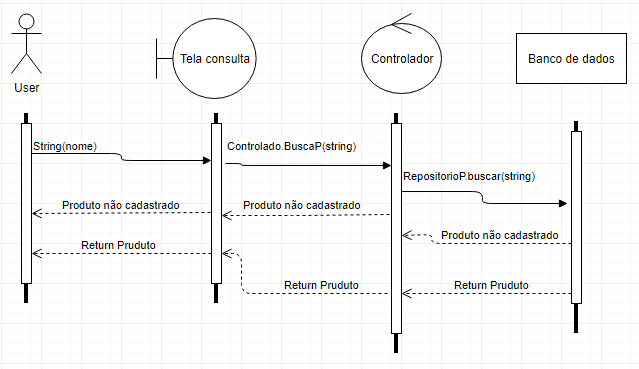 Tela consulta
Controlador
Banco de dados
User
String(nome)
Controlado.BuscaP(string)
RepositorioP.buscar(string)
Produto não cadastrado
Produto não cadastrado
Produto não cadastrado
Return Pruduto
Return Pruduto
Return Pruduto